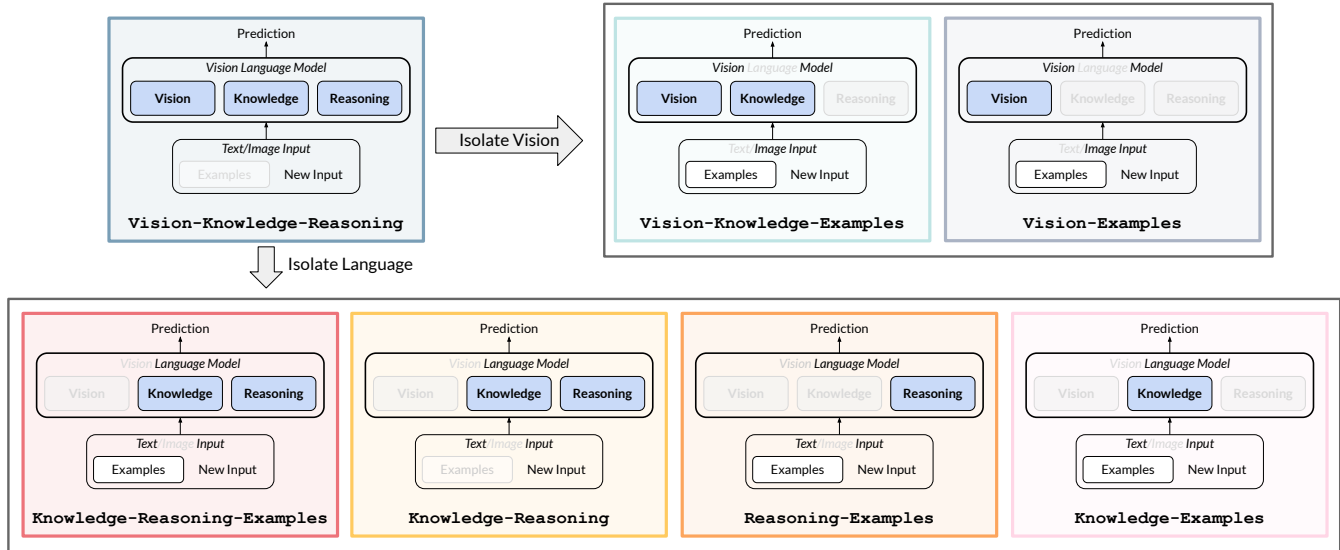 Prediction
Vision Language Model
Vision Knowledge Reasoning
Text/Image Input
Examples New Input
Vision-Knowledge-Reasoning
Isolate Vision
Prediction
Vision Language Model
Vision Knowledge Reasoning
Text/Image Input
Examples New Input
Vision-Knowledge-Examples
Prediction
Vision Language Model
Vision Knowledge Reasoning
Text/Image Input
Examples New Input
Vision-Examples
Isolate Language
Prediction
Vision Language Model
Vision Knowledge Reasoning
Text/Image Input
Examples New Input
Knowledge-Reasoning-Examples
Prediction
Vision Language Model
Vision Knowledge Reasoning
Text/Image Input
Examples New Input
Knowledge-Reasoning
Prediction
Vision Language Model
Vision Knowledge Reasoning
Text/Image Input
Examples New Input
Reasoning-Examples
Prediction
Vision Language Model
Vision Knowledge Reasoning
Text/Image Input
Examples New Input
Knowledge-Examples